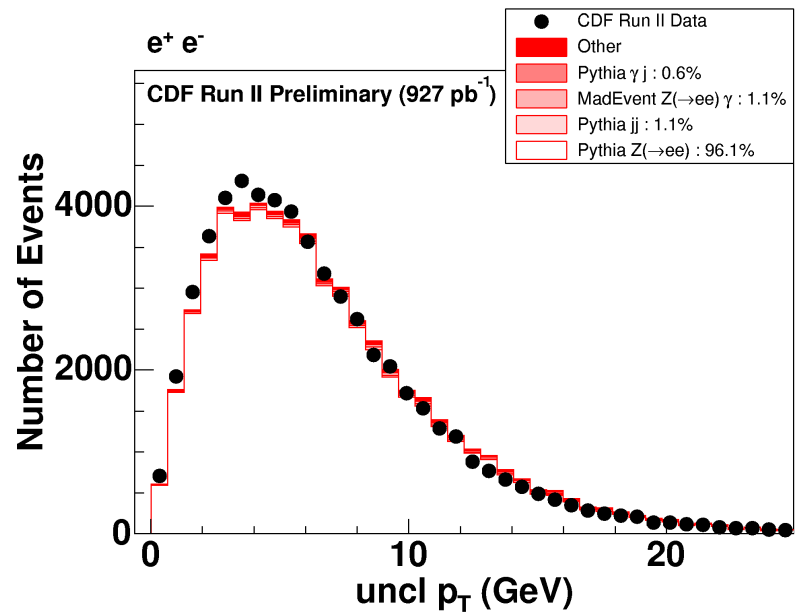 e⁺ e⁻
CDF Run II Data
Other
Pythia γ j : 0.6%
MadEvent Z(→ee) γ : 1.1%
Pythia jj : 1.1%
Pythia Z(→ee) : 96.1%
CDF Run II Preliminary (927 pb⁻¹)
Number of Events
4000
2000
0
0 10 20
uncl p_T (GeV)